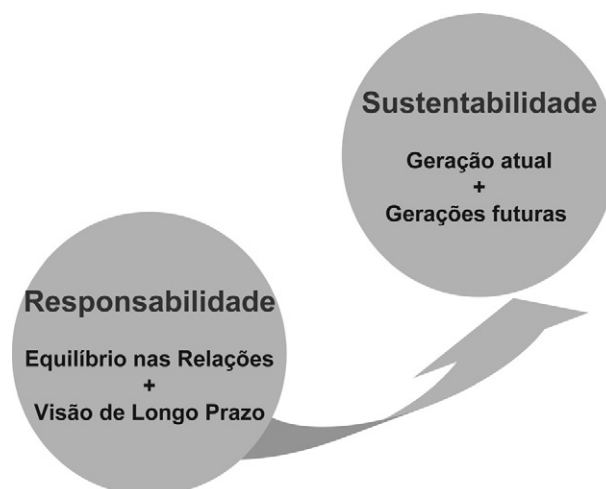 Sustentabilidade
Geração atual
+
Gerações futuras
Responsabilidade
Equilíbrio nas Relações
+
Visão de Longo Prazo